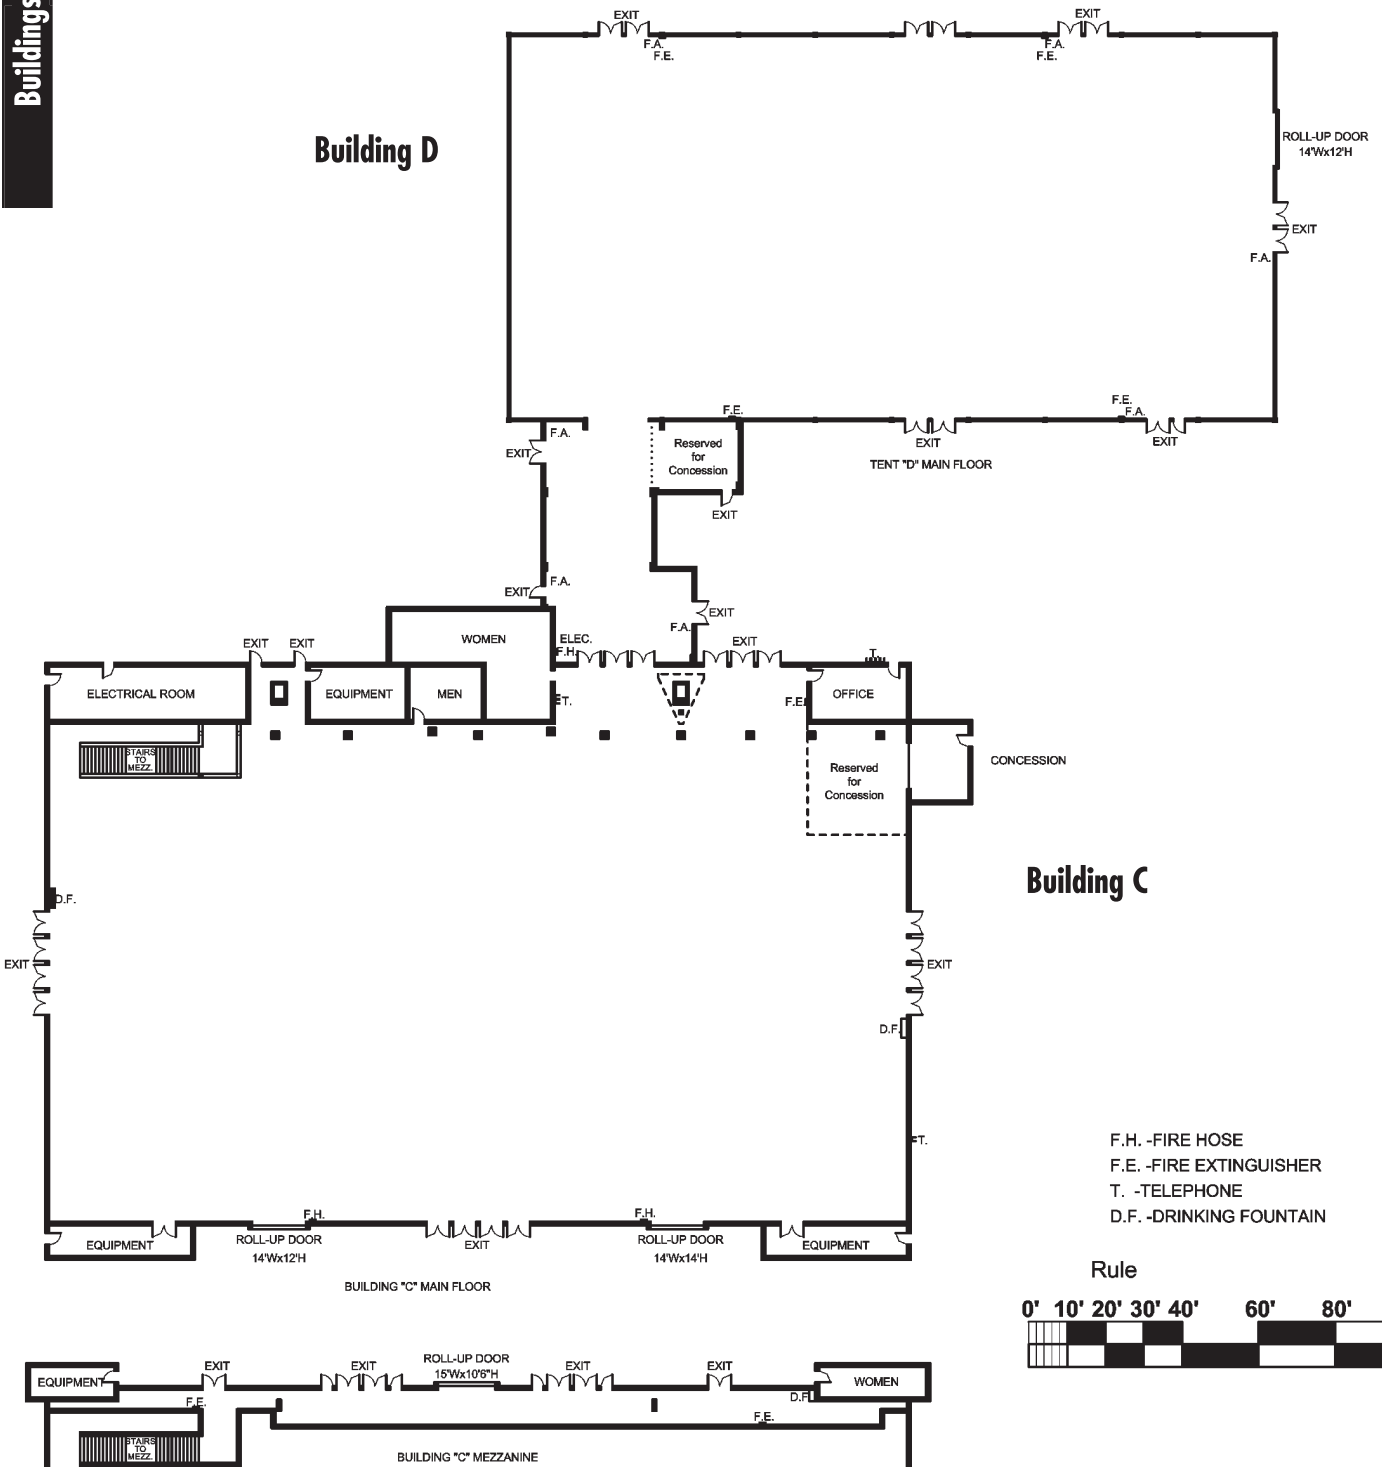 Buildings
EXIT
F.A.
F.E.
EXIT
F.A.
F.E.
Building D
ROLL-UP DOOR
14'Wx12'H
EXIT
F.A.
F.E.
F.E.
F.A.
F.A.
EXIT
Reserved
for
Concession
EXIT
EXIT
TENT "D" MAIN FLOOR
EXIT
F.A.
EXIT
EXIT
F.A.
WOMEN
ELEC.
F.H.
EXIT
EXIT
EXIT
T.
ELECTRICAL ROOM
EQUIPMENT
MEN
T.
F.E.
OFFICE
STAIRS
TO
MEZZ.
Reserved
for
Concession
CONCESSION
Building C
D.F.
EXIT
EXIT
D.F.
T.
F.H. -FIRE HOSE
F.E. -FIRE EXTINGUISHER
T. -TELEPHONE
D.F. -DRINKING FOUNTAIN
F.H.
F.H.
EQUIPMENT
ROLL-UP DOOR
14'Wx12'H
EXIT
ROLL-UP DOOR
14'Wx14'H
EQUIPMENT
BUILDING "C" MAIN FLOOR
Rule
0' 10' 20' 30' 40' 60' 80'
EQUIPMENT
EXIT
EXIT
ROLL-UP DOOR
15'Wx10'6"H
EXIT
EXIT
WOMEN
D.F.
F.E.
F.E.
STAIRS
TO
MEZZ.
BUILDING "C" MEZZANINE